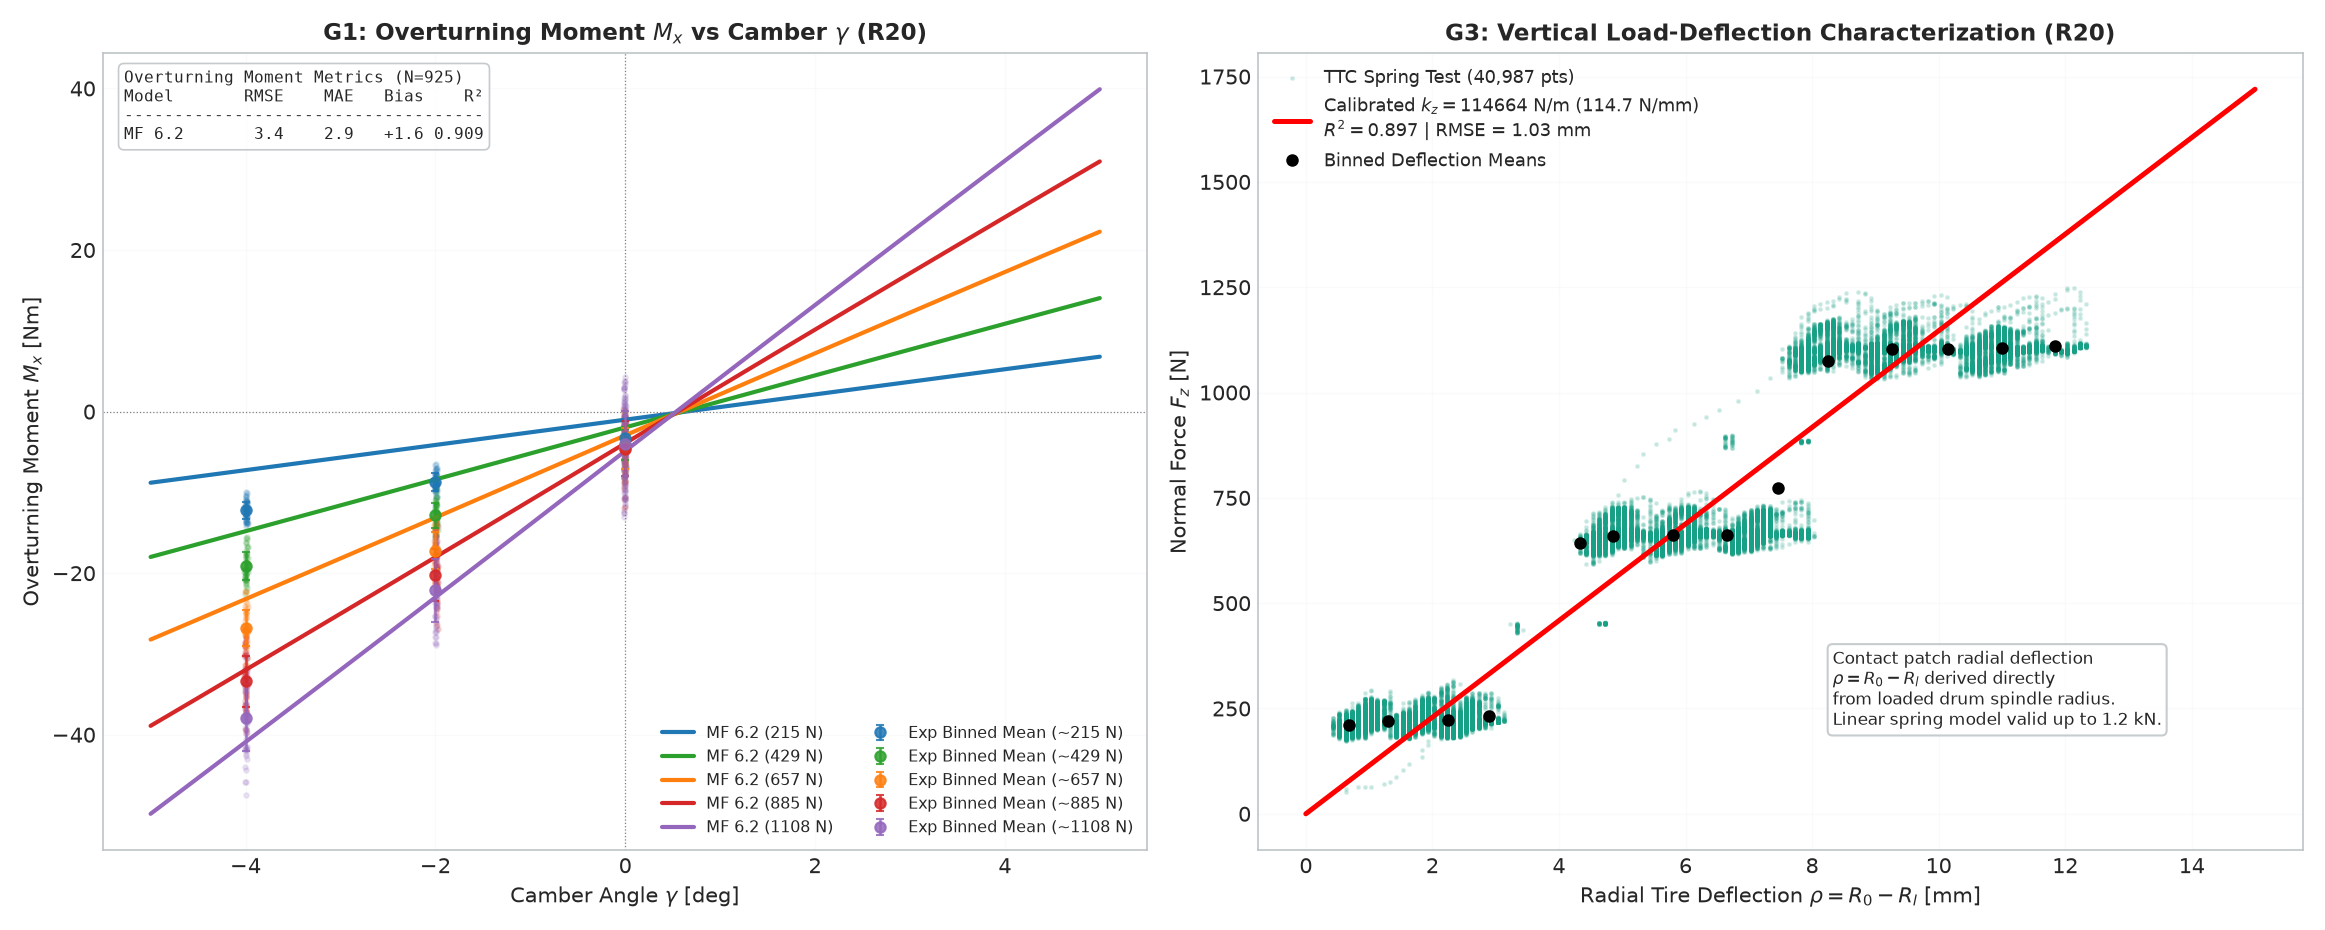 G1: Overturning Moment Mₓ vs Camber γ (R20)
Overturning Moment Metrics (N=925)
Model RMSE MAE Bias R²
------------------------------------
MF 6.2 3.4 2.9 +1.6 0.909
Overturning Moment Mₓ [Nm]
40
20
0
−20
−40
−4
−2
0
2
4
Camber Angle γ [deg]
MF 6.2 (215 N)
MF 6.2 (429 N)
MF 6.2 (657 N)
MF 6.2 (885 N)
MF 6.2 (1108 N)
Exp Binned Mean (~215 N)
Exp Binned Mean (~429 N)
Exp Binned Mean (~657 N)
Exp Binned Mean (~885 N)
Exp Binned Mean (~1108 N)
G3: Vertical Load-Deflection Characterization (R20)
TTC Spring Test (40,987 pts)
Calibrated k_z = 114664 N/m (114.7 N/mm)
R² = 0.897 | RMSE = 1.03 mm
Binned Deflection Means
Normal Force F_z [N]
1750
1500
1250
1000
750
500
250
0
Contact patch radial deflection
ρ = R₀ − R_l derived directly
from loaded drum spindle radius.
Linear spring model valid up to 1.2 kN.
0
2
4
6
8
10
12
14
Radial Tire Deflection ρ = R₀ − R_l [mm]